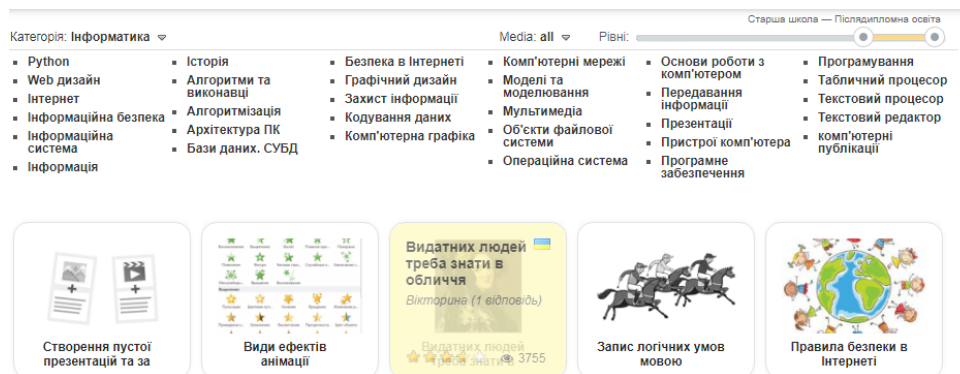 Старша школа — Післядипломна освіта
Категорія: Інформатика
Media: all
Рівні:
Python
Web дизайн
Інтернет
Інформаційна безпека
Інформаційна
система
Інформація
Історія
Алгоритми та
виконавці
Алгоритмізація
Архітектура ПК
Бази даних. СУБД
Безпека в Інтернеті
Графічний дизайн
Захист інформації
Кодування даних
Комп'ютерна графіка
Комп'ютерні мережі
Моделі та
моделювання
Мультимедіа
Об'єкти файлової
системи
Операційна система
Основи роботи з
комп'ютером
Передавання
інформації
Презентації
Пристрої комп'ютера
Програмне
забезпечення
Програмування
Табличний процесор
Текстовий процесор
Текстовий редактор
комп'ютерні
публікації
Створення пустої
презентацій та за
Види ефектів
анімації
Видатних людей
треба знати в
обличчя
Вікторина (1 відповідь)
Видатних людей
треба знати в
3755
Запис логічних умов
мовою
Правила безпеки в
Інтернеті